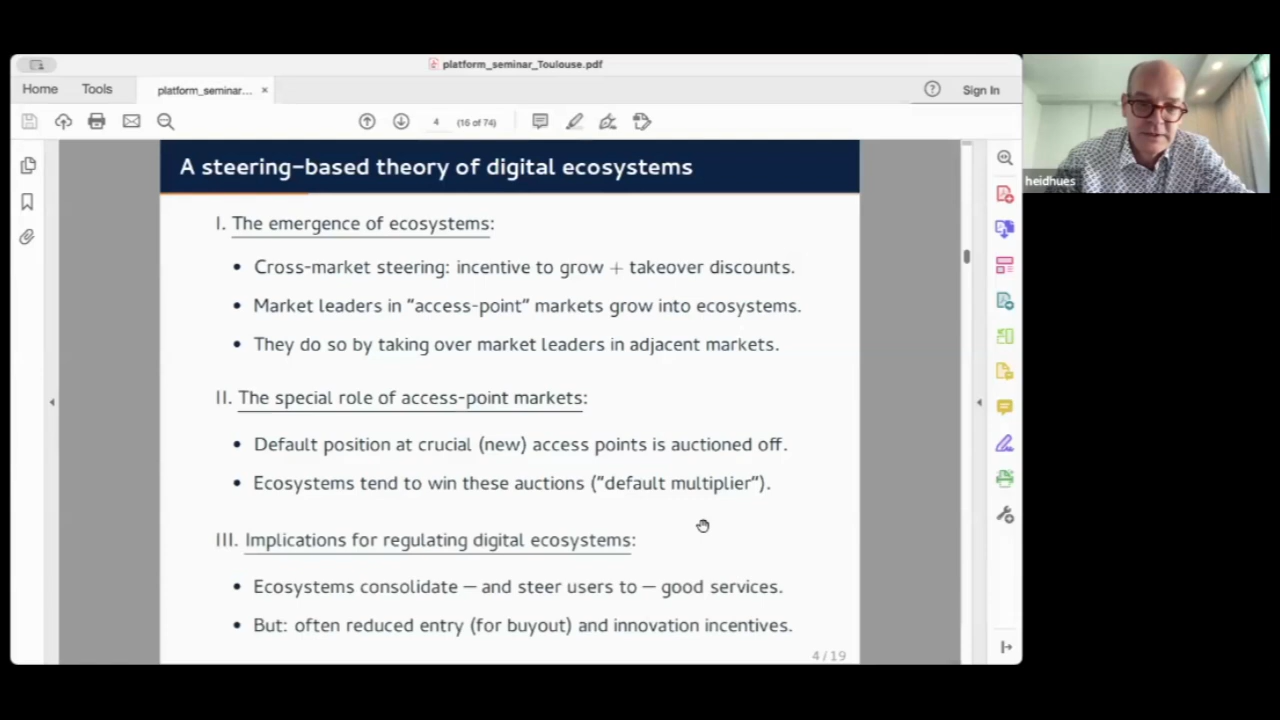 platform_seminar_Toulouse.pdf
Home
Tools
platform_seminar...
×
Sign In
4
(16 of 74)
A steering-based theory of digital ecosystems
I. The emergence of ecosystems:
• Cross-market steering: incentive to grow + takeover discounts.
• Market leaders in “access-point” markets grow into ecosystems.
• They do so by taking over market leaders in adjacent markets.
II. The special role of access-point markets:
• Default position at crucial (new) access points is auctioned off.
• Ecosystems tend to win these auctions (“default multiplier”).
III. Implications for regulating digital ecosystems:
• Ecosystems consolidate — and steer users to — good services.
• But: often reduced entry (for buyout) and innovation incentives.
4 / 19
heidhues